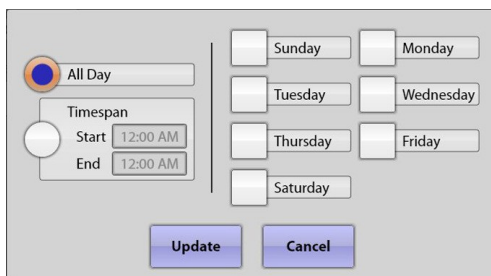 All Day
Timespan
Start 12:00 AM
End 12:00 AM
Sunday Monday
Tuesday Wednesday
Thursday Friday
Saturday
Update Cancel